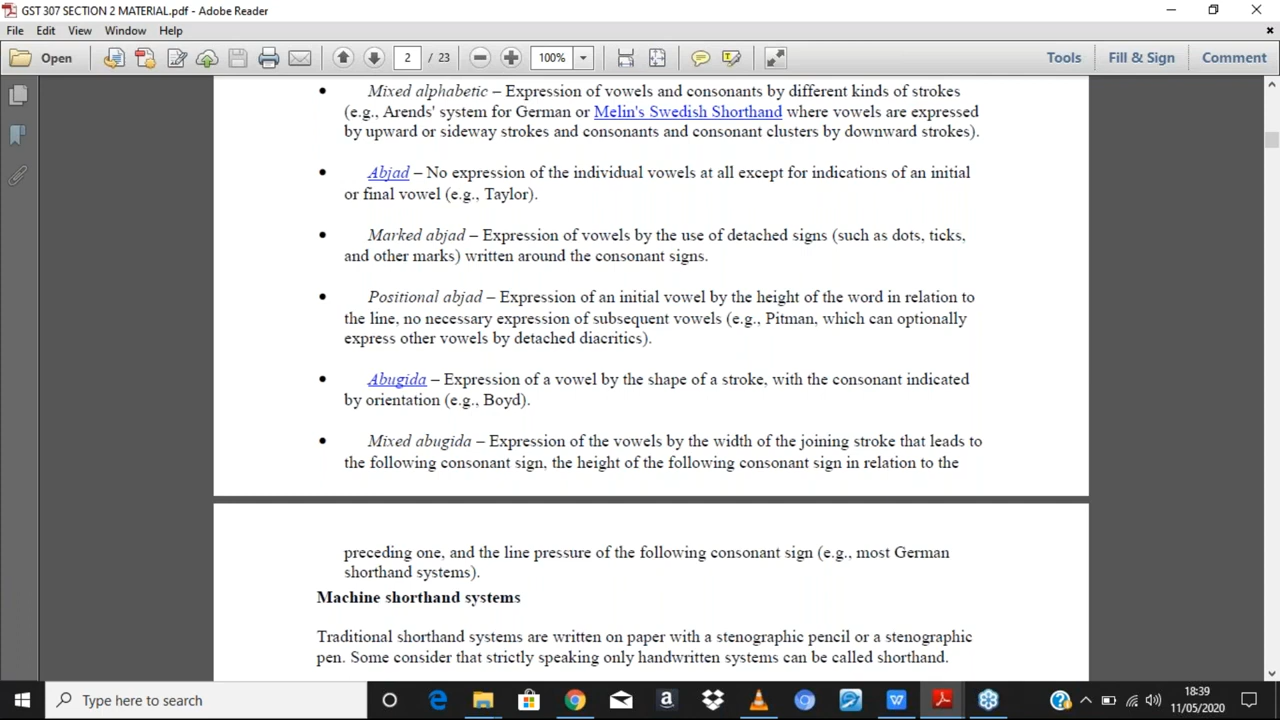 GST 307 SECTION 2 MATERIAL.pdf - Adobe Reader
File Edit View Window Help
Open 2 / 23 100% Tools Fill & Sign Comment
• Mixed alphabetic – Expression of vowels and consonants by different kinds of strokes
(e.g., Arends' system for German or Melin's Swedish Shorthand where vowels are expressed
by upward or sideway strokes and consonants and consonant clusters by downward strokes).
• Abjad – No expression of the individual vowels at all except for indications of an initial
or final vowel (e.g., Taylor).
• Marked abjad – Expression of vowels by the use of detached signs (such as dots, ticks,
and other marks) written around the consonant signs.
• Positional abjad – Expression of an initial vowel by the height of the word in relation to
the line, no necessary expression of subsequent vowels (e.g., Pitman, which can optionally
express other vowels by detached diacritics).
• Abugida – Expression of a vowel by the shape of a stroke, with the consonant indicated
by orientation (e.g., Boyd).
• Mixed abugida – Expression of the vowels by the width of the joining stroke that leads to
the following consonant sign, the height of the following consonant sign in relation to the
preceding one, and the line pressure of the following consonant sign (e.g., most German
shorthand systems).
Machine shorthand systems
Traditional shorthand systems are written on paper with a stenographic pencil or a stenographic
pen. Some consider that strictly speaking only handwritten systems can be called shorthand.
Type here to search
18:39
11/05/2020